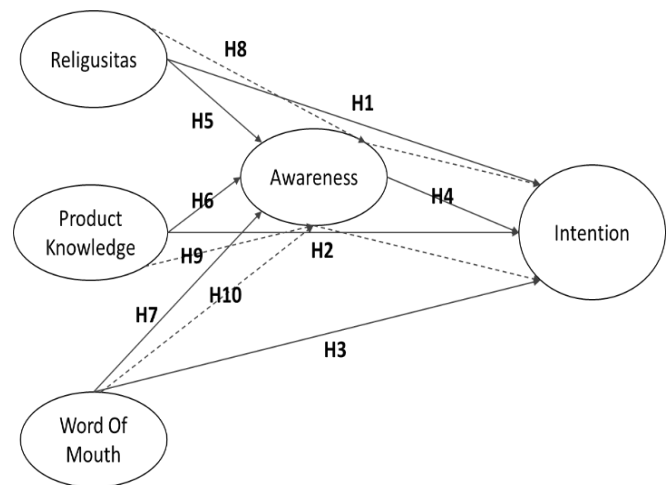 Religusitas
H8
H1
H5
Awareness
H6
H4
Product
Knowledge
Intention
H9
H2
H10
H7
H3
Word Of
Mouth